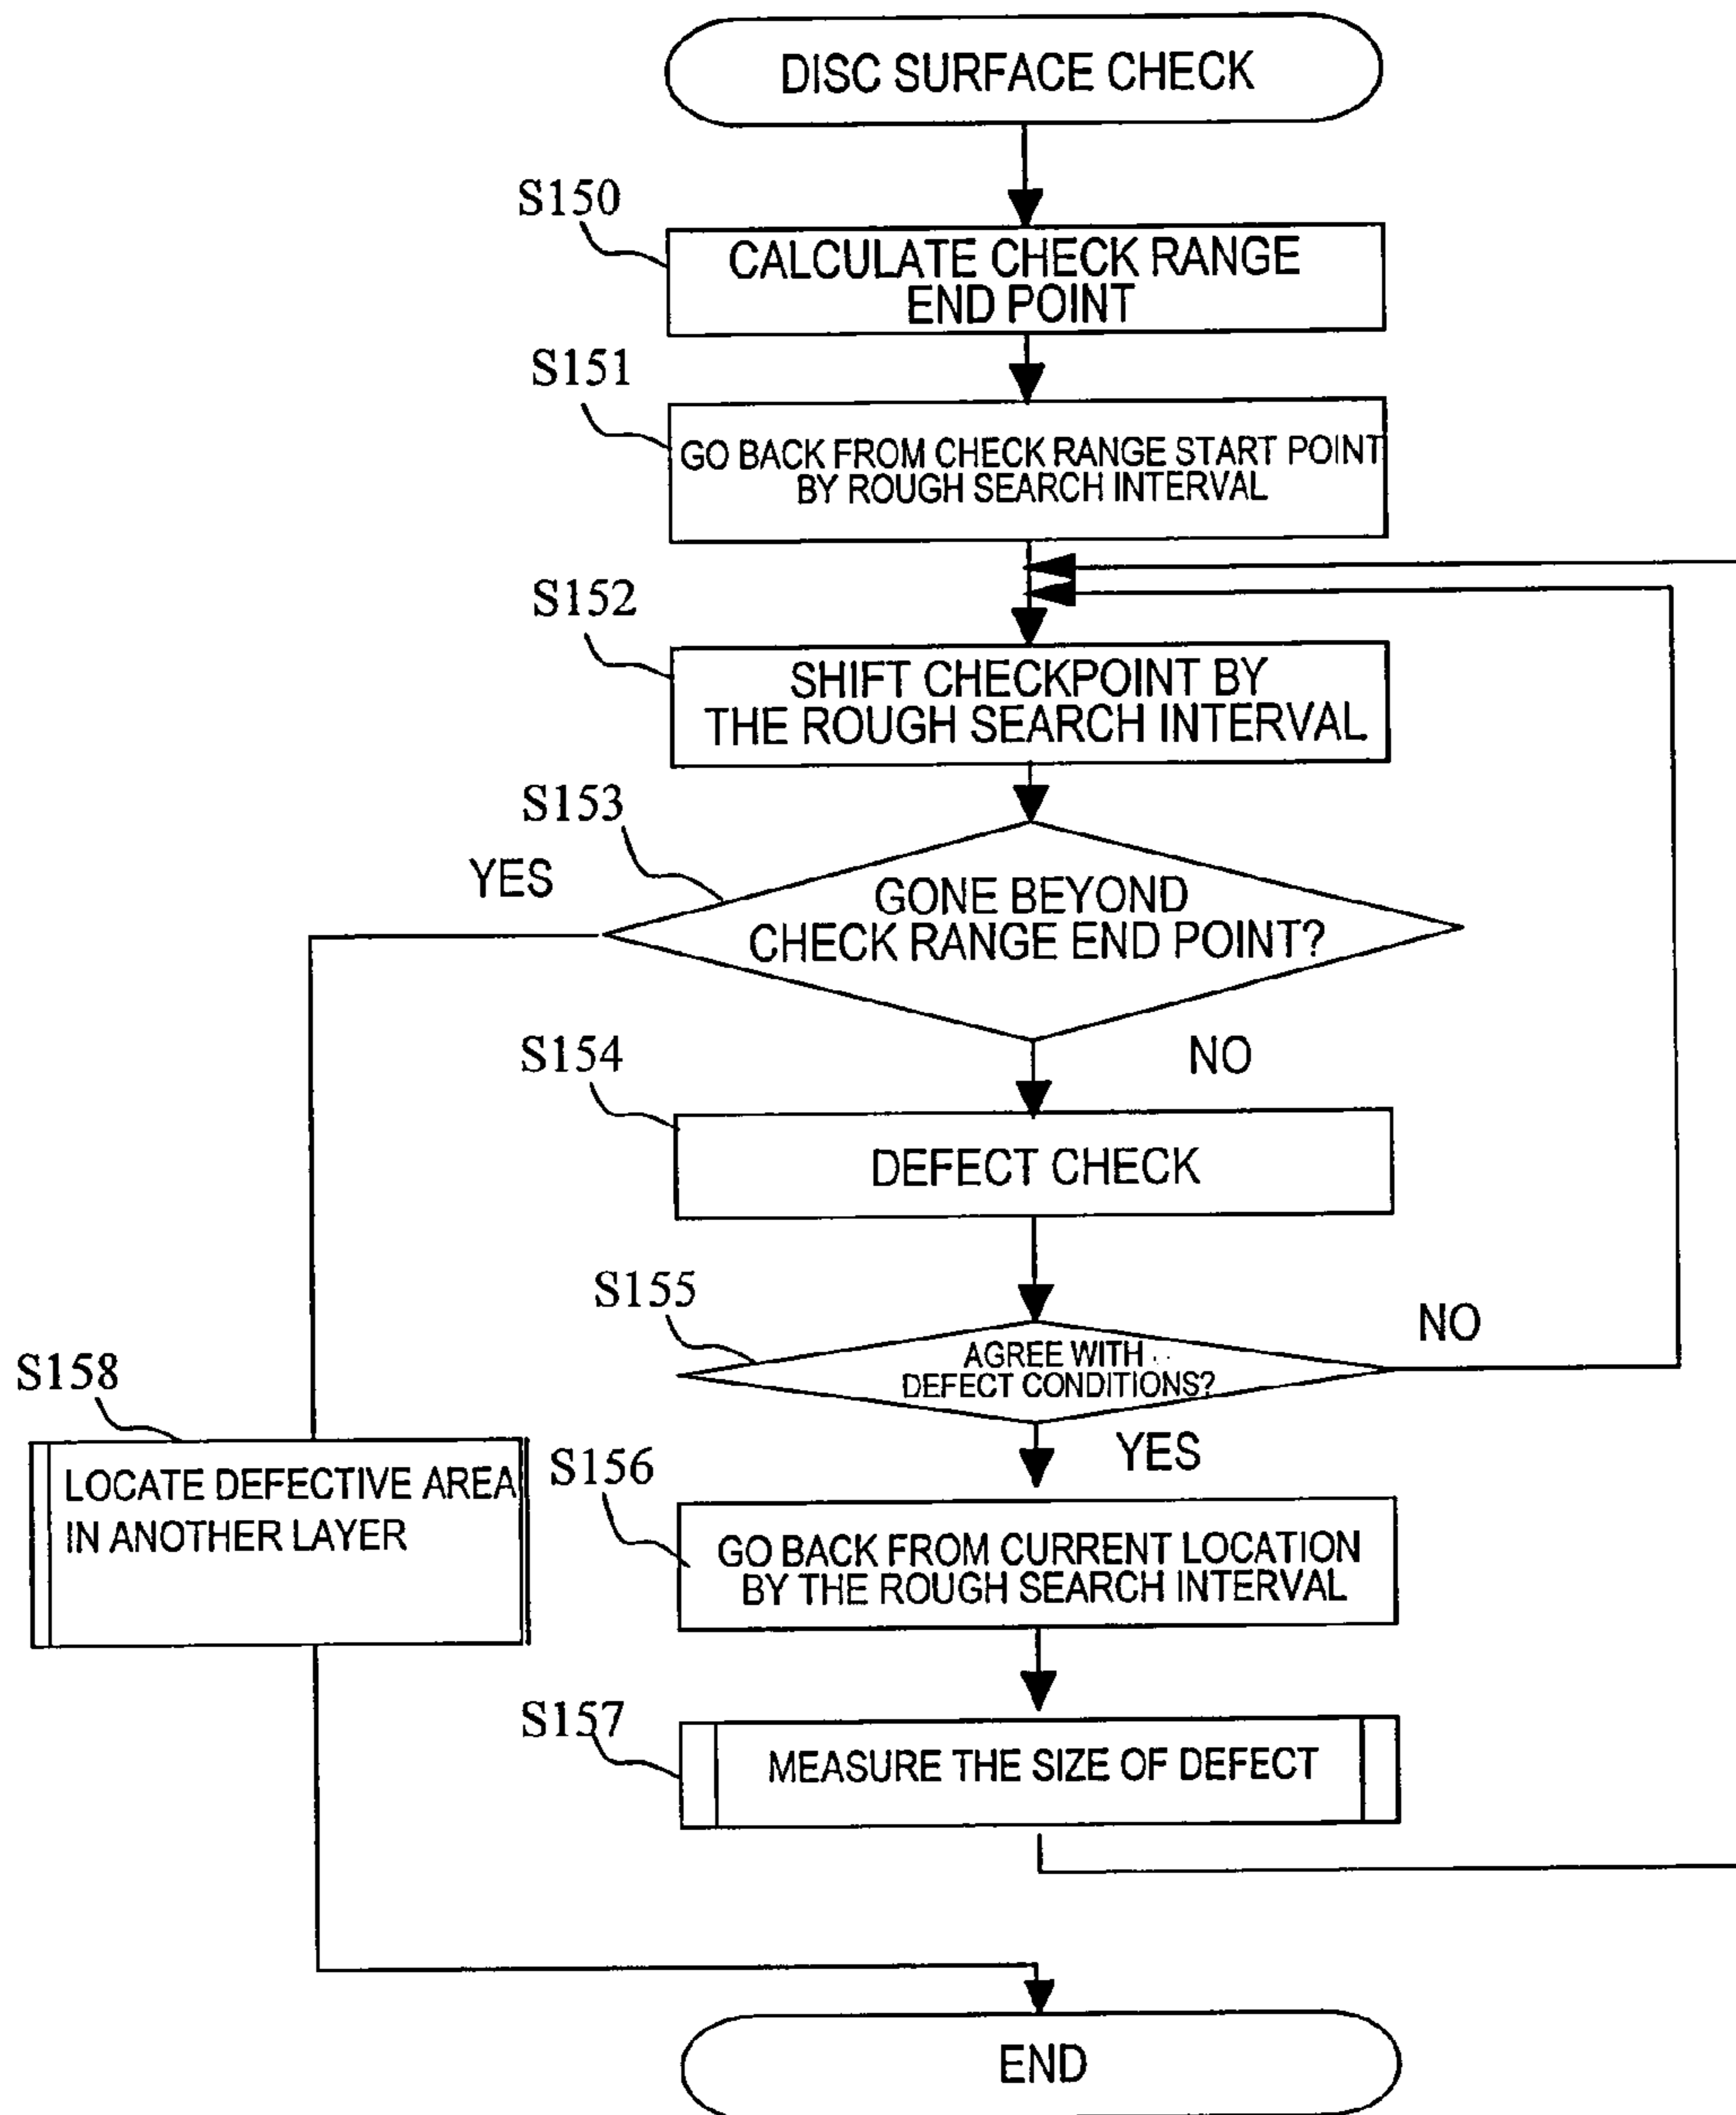 DISC SURFACE CHECK
S150
CALCULATE CHECK RANGE
END POINT
S151
GO BACK FROM CHECK RANGE START POINT
BY ROUGH SEARCH INTERVAL
S152
SHIFT CHECKPOINT BY
THE ROUGH SEARCH INTERVAL
S153
YES
GONE BEYOND
CHECK RANGE END POINT?
NO
S154
DEFECT CHECK
S155
NO
AGREE WITH
DEFECT CONDITIONS?
YES
S158
LOCATE DEFECTIVE AREA
IN ANOTHER LAYER
S156
GO BACK FROM CURRENT LOCATION
BY THE ROUGH SEARCH INTERVAL
S157
MEASURE THE SIZE OF DEFECT
END